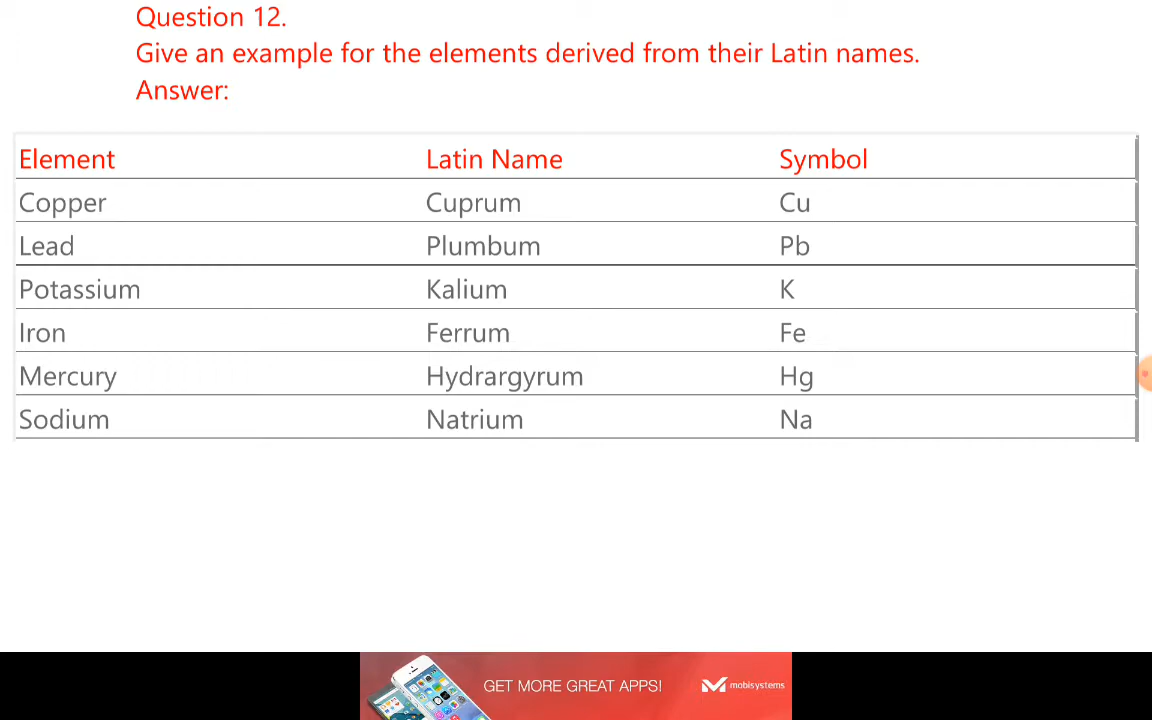 Question 12.
Give an example for the elements derived from their Latin names.
Answer:
Element Latin Name Symbol
Copper Cuprum Cu
Lead Plumbum Pb
Potassium Kalium K
Iron Ferrum Fe
Mercury Hydrargyrum Hg
Sodium Natrium Na
GET MORE GREAT APPS! mobisystems